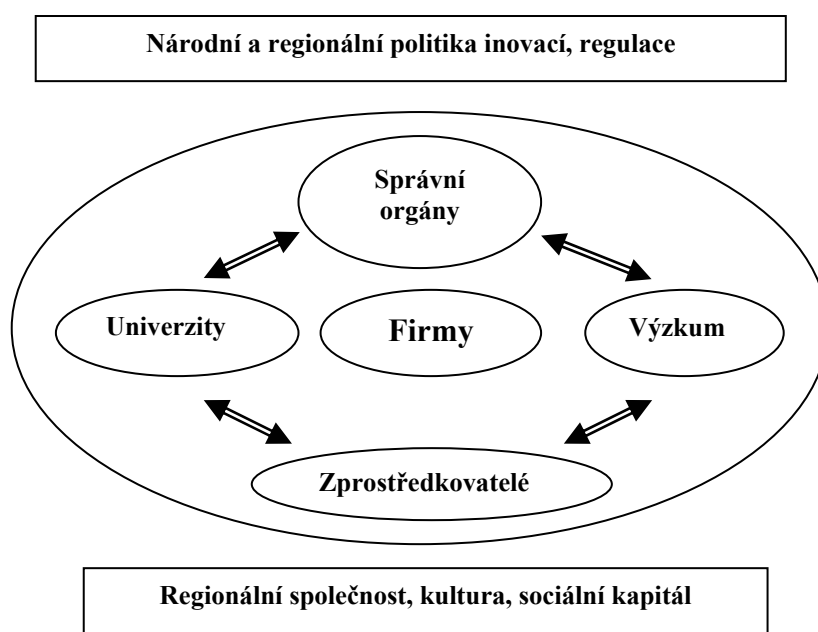 Národní a regionální politika inovací, regulace
Správní
orgány
Univerzity
Firmy
Výzkum
Zprostředkovatelé
Regionální společnost, kultura, sociální kapitál